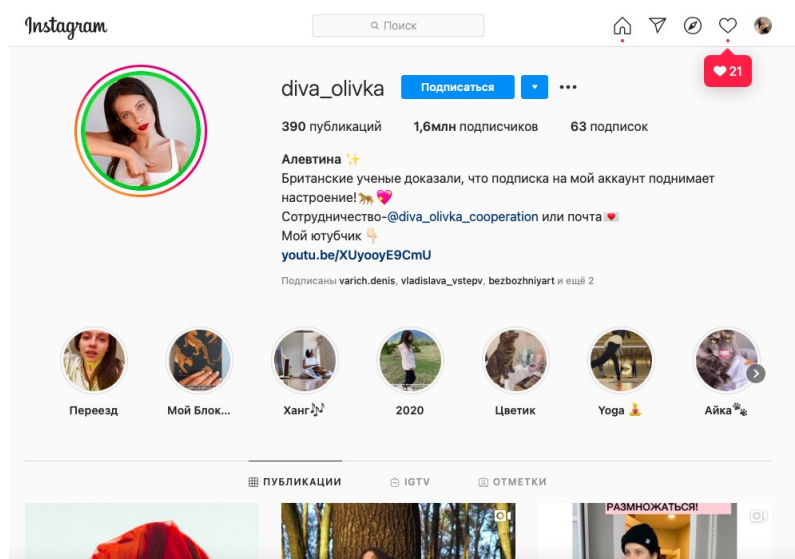 Instagram
Поиск
21
diva_olivka
Подписаться
390 публикаций 1,6млн подписчиков 63 подписок
Алевтина ✨
Британские ученые доказали, что подписка на мой аккаунт поднимает
настроение!🐆 💖
Сотрудничество-@diva_olivka_cooperation или почта💌
Мой ютубчик 👇🏻
youtu.be/XUyooyE9CmU
Подписаны varich.denis, vladislava_vstepv, bezbozhniyart и ещё 2
Переезд Мой Блок... Ханг🎶 2020 Цветик Yoga 🧘 Айка🐾
ПУБЛИКАЦИИ IGTV ОТМЕТКИ
РАЗМНОЖАТЬСЯ!